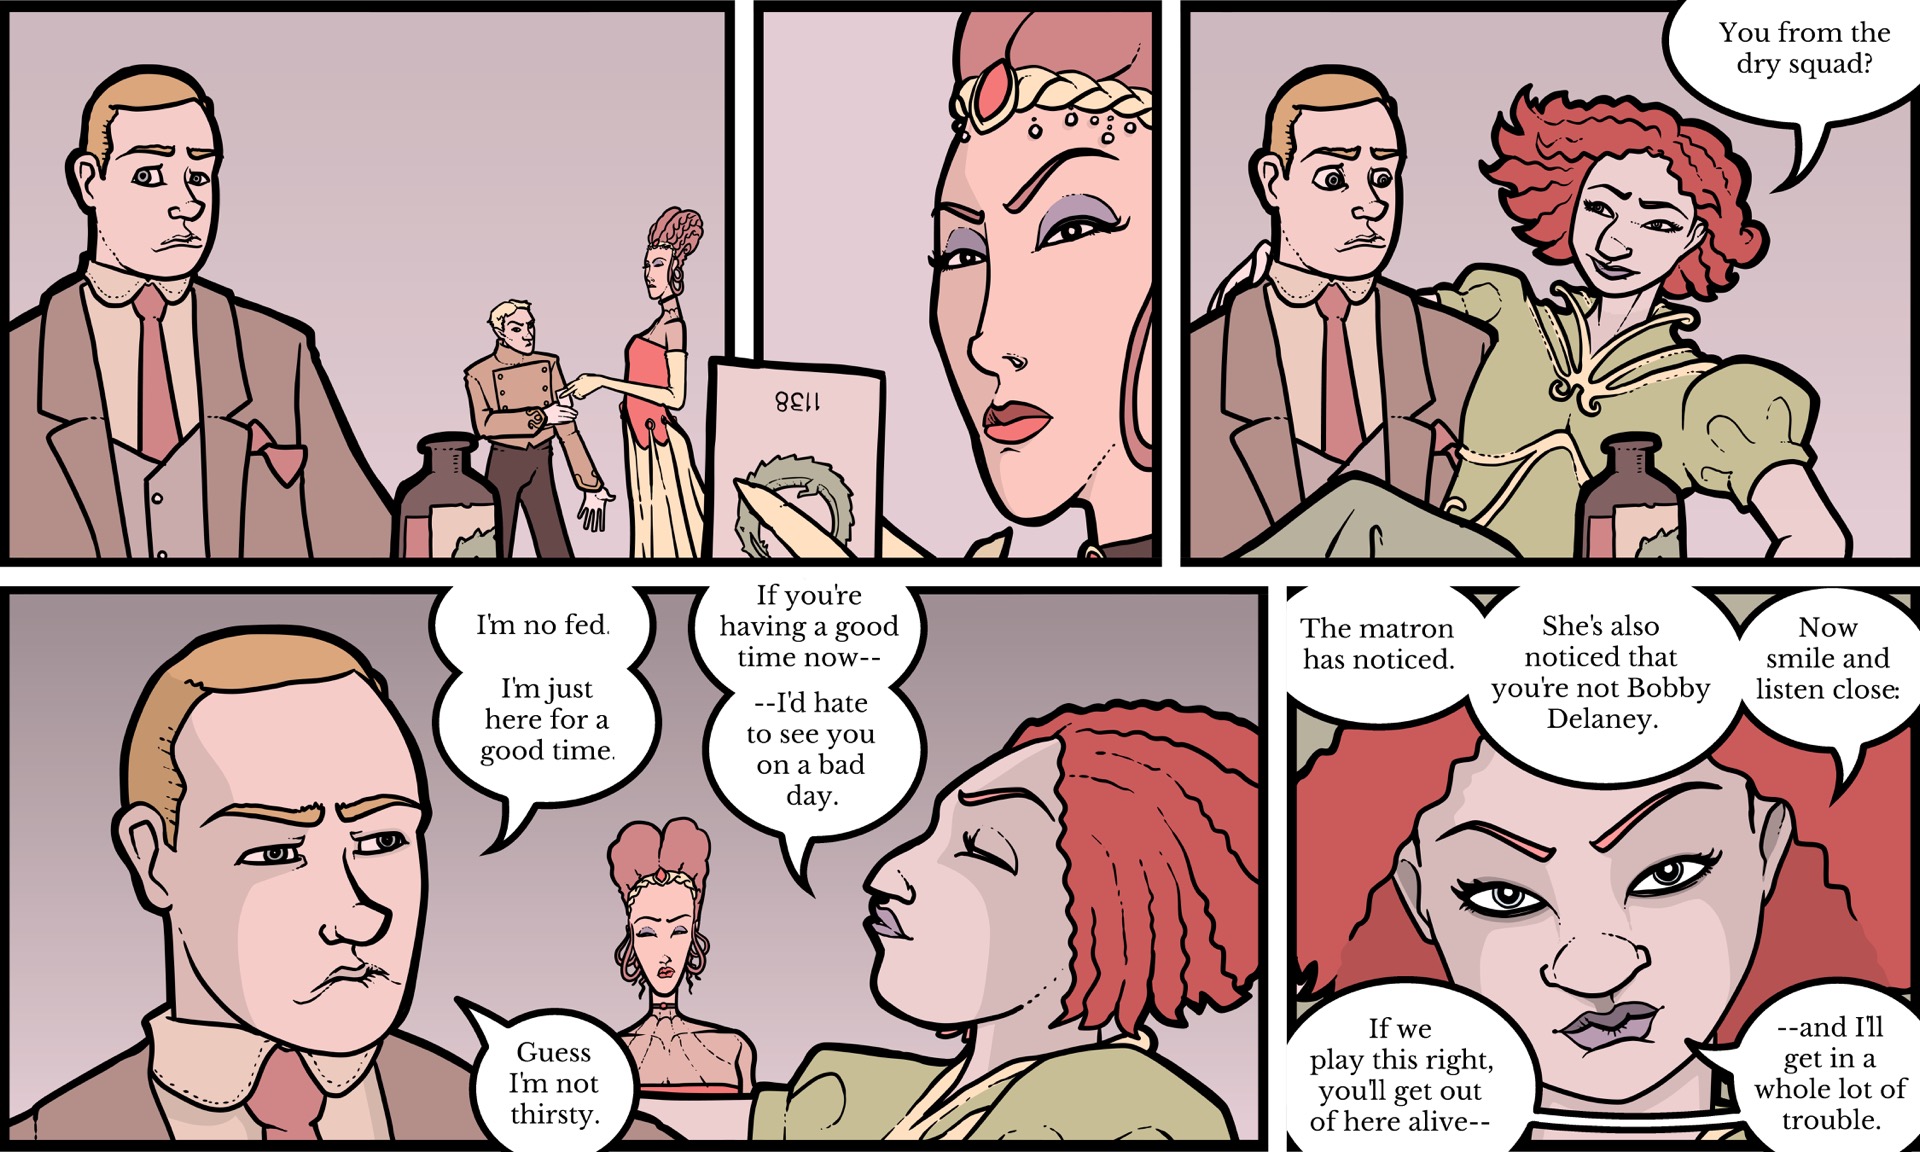 1138
You from the
dry squad?
I'm no fed.
I'm just
here for a
good time.
If you're
having a good
time now--
--I'd hate
to see you
on a bad
day.
Guess
I'm not
thirsty.
The matron
has noticed.
She's also
noticed that
you're not Bobby
Delaney.
Now
smile and
listen close:
If we
play this right,
you'll get out
of here alive--
--and I'll
get in a
whole lot of
trouble.